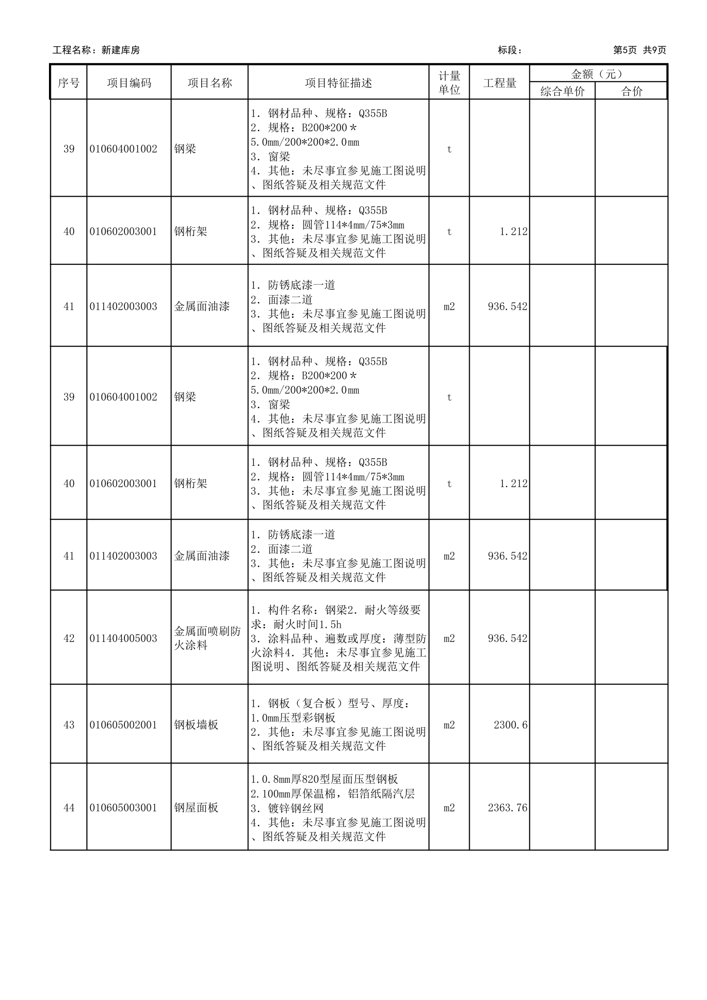 工程名称：新建库房 标段： 第5页 共9页
序号 项目编码 项目名称 项目特征描述 计量单位 工程量 金额（元）
综合单价 合价
39 010604001002 钢梁 t
1．钢材品种、规格：Q355B
2．规格：B200*200＊
5.0mm/200*200*2.0mm
3．窗梁
4．其他：未尽事宜参见施工图说明
、图纸答疑及相关规范文件
40 010602003001 钢桁架 t 1.212
1．钢材品种、规格：Q355B
2．规格：圆管114*4mm/75*3mm
3．其他：未尽事宜参见施工图说明
、图纸答疑及相关规范文件
41 011402003003 金属面油漆 m2 936.542
1．防锈底漆一道
2．面漆二道
3．其他：未尽事宜参见施工图说明
、图纸答疑及相关规范文件
39 010604001002 钢梁 t
1．钢材品种、规格：Q355B
2．规格：B200*200＊
5.0mm/200*200*2.0mm
3．窗梁
4．其他：未尽事宜参见施工图说明
、图纸答疑及相关规范文件
40 010602003001 钢桁架 t 1.212
1．钢材品种、规格：Q355B
2．规格：圆管114*4mm/75*3mm
3．其他：未尽事宜参见施工图说明
、图纸答疑及相关规范文件
41 011402003003 金属面油漆 m2 936.542
1．防锈底漆一道
2．面漆二道
3．其他：未尽事宜参见施工图说明
、图纸答疑及相关规范文件
42 011404005003 金属面喷刷防火涂料 m2 936.542
1．构件名称：钢梁2．耐火等级要
求：耐火时间1.5h
3．涂料品种、遍数或厚度：薄型防
火涂料4．其他：未尽事宜参见施工
图说明、图纸答疑及相关规范文件
43 010605002001 钢板墙板 m2 2300.6
1．钢板（复合板）型号、厚度：
1.0mm压型彩钢板
2．其他：未尽事宜参见施工图说明
、图纸答疑及相关规范文件
44 010605003001 钢屋面板 m2 2363.76
1.0.8mm厚820型屋面压型钢板
2.100mm厚保温棉，铝箔纸隔汽层
3．镀锌钢丝网
4．其他：未尽事宜参见施工图说明
、图纸答疑及相关规范文件